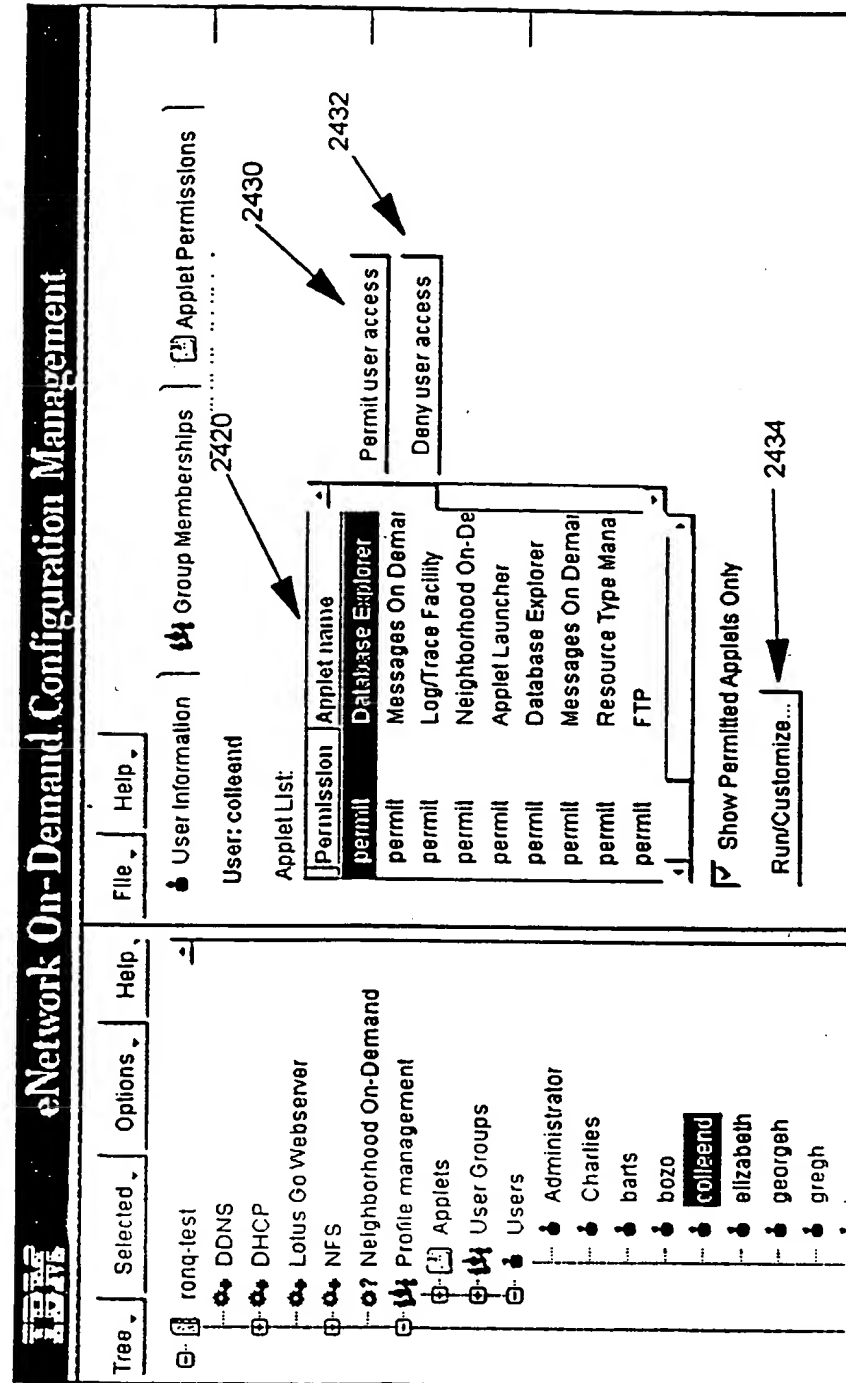 IBM eNetwork On-Demand Configuration Management
Tree Selected Options Help
ronq-test
DDNS
DHCP
Lotus Go Webserver
NFS
Neighborhood On-Demand
Profile management
Applets
User Groups
Users
Administrator
Charlies
barts
bozo
colleend
elizabeth
georgeh
gregh
File Help
User Information Group Memberships Applet Permissions
User: colleend
2420
2430
2432
Applet List:
Permission Applet name
permit Database Explorer
permit Messages On Deman
permit Log/Trace Facility
permit Neighborhood On-De
permit Applet Launcher
permit Database Explorer
permit Messages On Deman
permit Resource Type Mana
permit FTP
Permit user access
Deny user access
Show Permitted Applets Only
Run/Customize...
2434